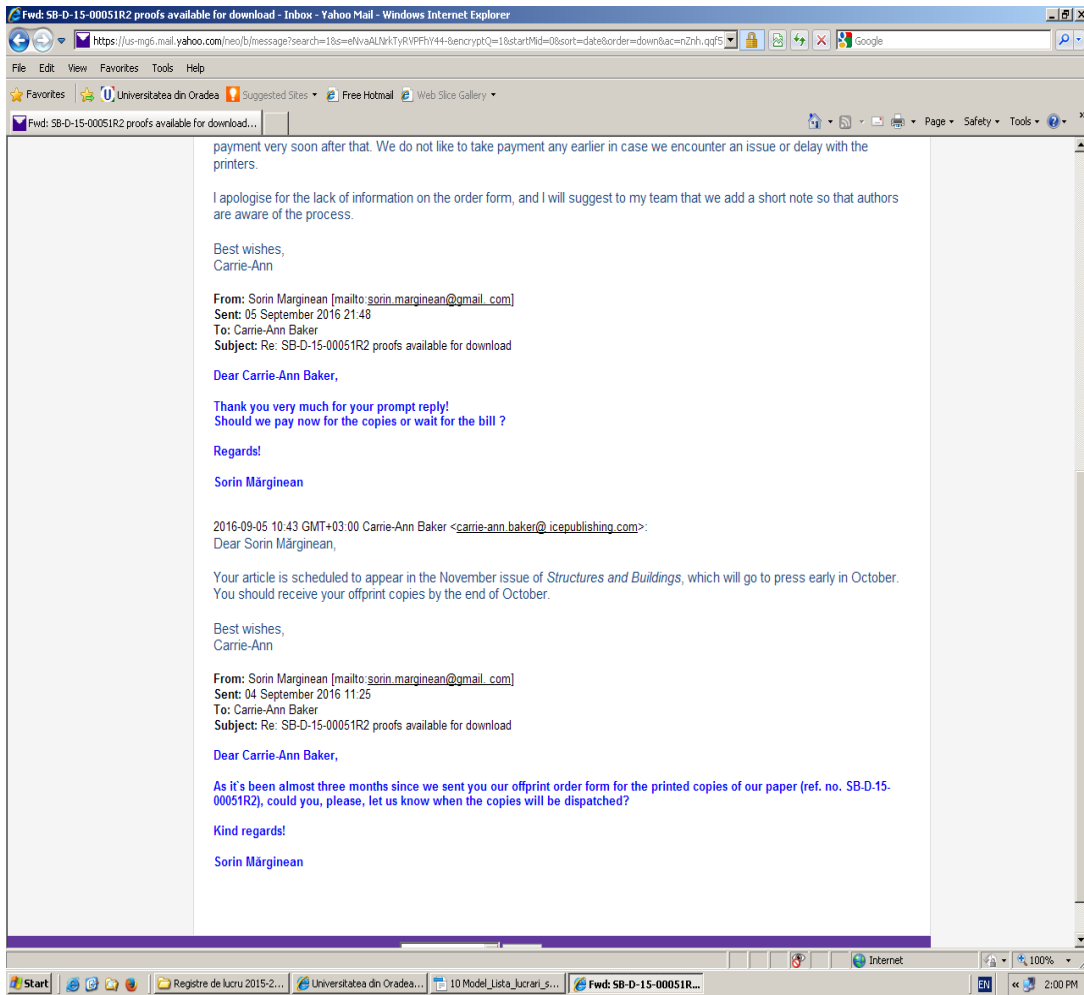 Fwd: SB-D-15-00051R2 proofs available for download - Inbox - Yahoo Mail - Windows Internet Explorer
https://us-mg6.mail.yahoo.com/neo/b/message?search=1&s=eNvaALNrkTyRVPFhY44-&encryptQ=1&startMid=0&sort=date&order=down&ac=nZnh.qqf5
Google
File Edit View Favorites Tools Help
Favorites Universitatea din Oradea Suggested Sites Free Hotmail Web Slice Gallery
Fwd: SB-D-15-00051R2 proofs available for download... Page Safety Tools
payment very soon after that. We do not like to take payment any earlier in case we encounter an issue or delay with the
printers.
I apologise for the lack of information on the order form, and I will suggest to my team that we add a short note so that authors
are aware of the process.
Best wishes,
Carrie-Ann
From: Sorin Marginean [mailto:sorin.marginean@gmail. com]
Sent: 05 September 2016 21:48
To: Carrie-Ann Baker
Subject: Re: SB-D-15-00051R2 proofs available for download
Dear Carrie-Ann Baker,
Thank you very much for your prompt reply!
Should we pay now for the copies or wait for the bill ?
Regards!
Sorin Mărginean
2016-09-05 10:43 GMT+03:00 Carrie-Ann Baker <carrie-ann.baker@ icepublishing.com>:
Dear Sorin Mărginean,
Your article is scheduled to appear in the November issue of Structures and Buildings, which will go to press early in October.
You should receive your offprint copies by the end of October.
Best wishes,
Carrie-Ann
From: Sorin Marginean [mailto:sorin.marginean@gmail. com]
Sent: 04 September 2016 11:25
To: Carrie-Ann Baker
Subject: Re: SB-D-15-00051R2 proofs available for download
Dear Carrie-Ann Baker,
As it`s been almost three months since we sent you our offprint order form for the printed copies of our paper (ref. no. SB-D-15-
00051R2), could you, please, let us know when the copies will be dispatched?
Kind regards!
Sorin Mărginean
Internet 100%
Start Registre de lucru 2015-2... Universitatea din Oradea... 10 Model_Lista_lucrari_s... Fwd: SB-D-15-00051R... EN « 2:00 PM